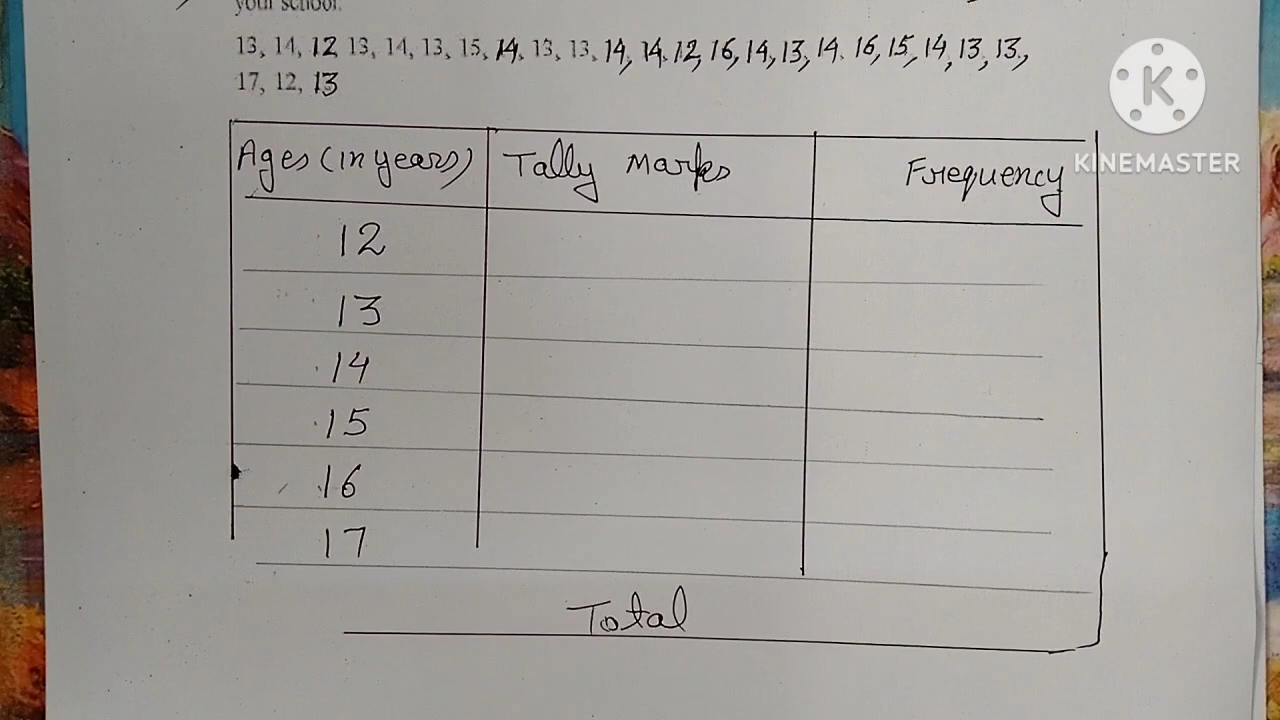 your school.
13, 14, 12 13, 14, 13, 15, 14, 13, 13, 14, 14, 12, 16, 14, 13, 14, 16, 15, 14, 13, 13,
17, 12, 13
K
KINEMASTER
Ages (in years) Tally Marks Frequency
12
13
14
15
16
17
Total